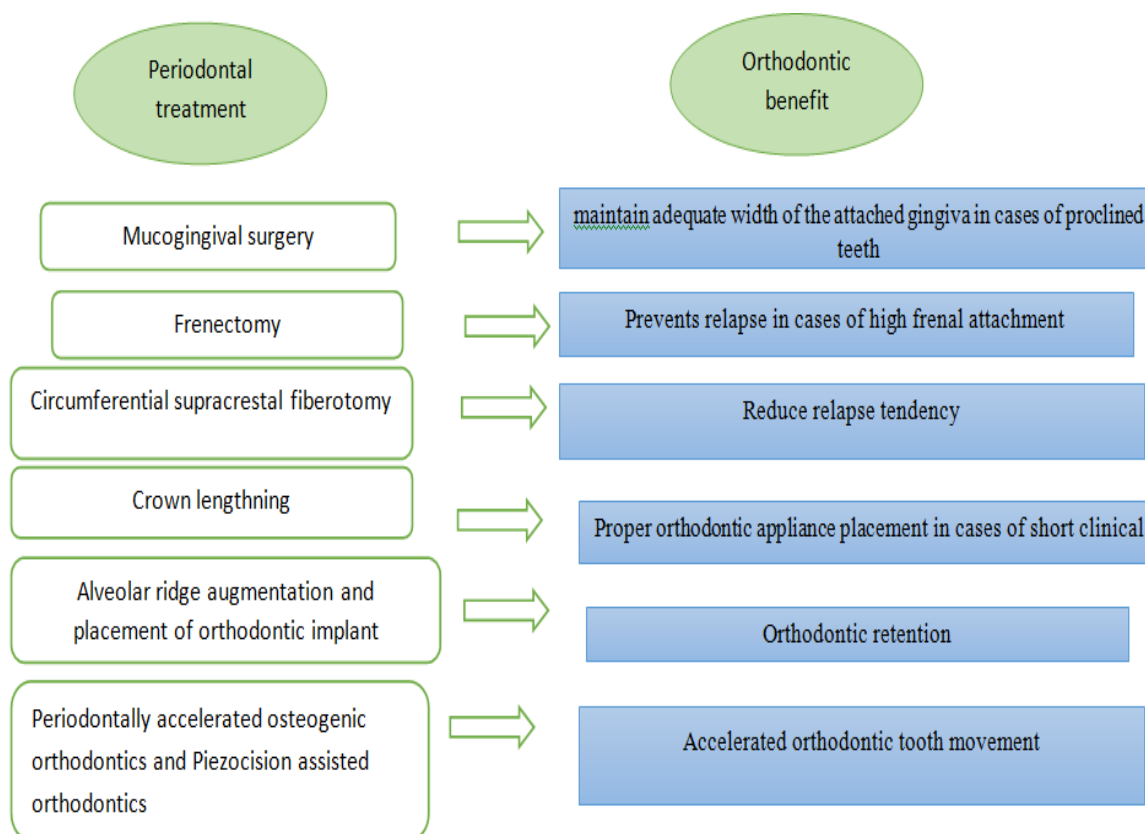 Periodontal
treatment
Orthodontic
benefit
Mucogingival surgery
maintain adequate width of the attached gingiva in cases of proclined
teeth
Frenectomy
Prevents relapse in cases of high frenal attachment
Circumferential supracrestal fiberotomy
Reduce relapse tendency
Crown lengthning
Proper orthodontic appliance placement in cases of short clinical
Alveolar ridge augmentation and
placement of orthodontic implant
Orthodontic retention
Periodontally accelerated osteogenic
orthodontics and Piezocision assisted
orthodontics
Accelerated orthodontic tooth movement